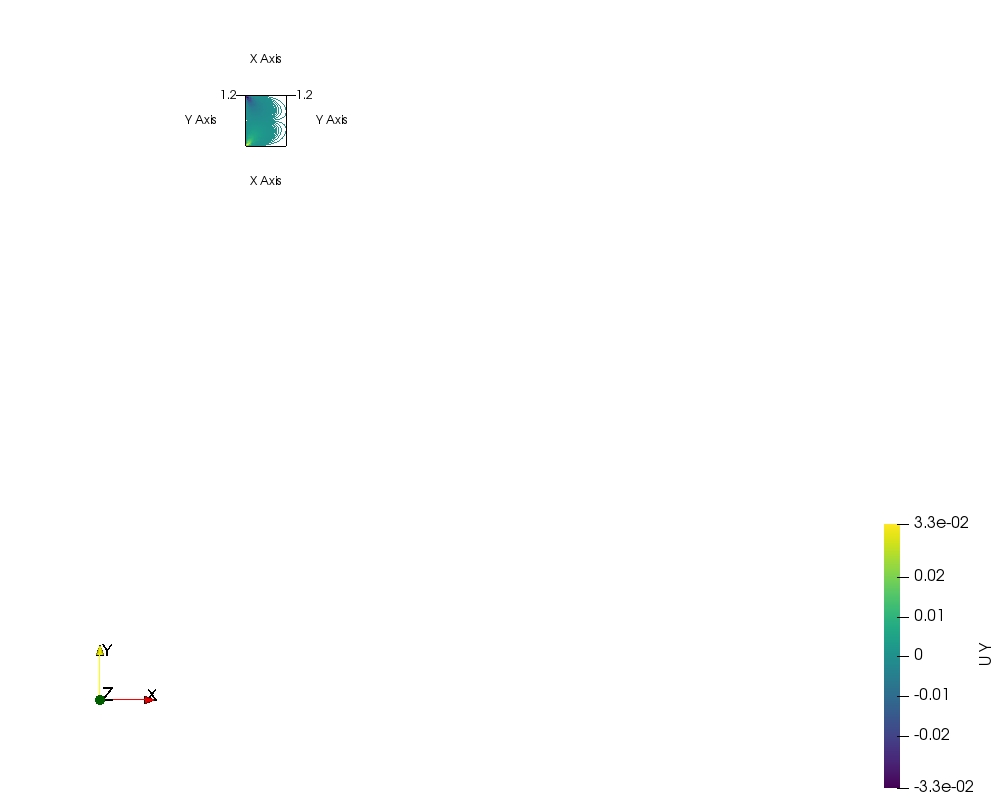 X Axis
1.2 1.2
Y Axis Y Axis
X Axis
3.3e-02
0.02
0.01
0
-0.01
-0.02
-3.3e-02
U Y
Y
Z X